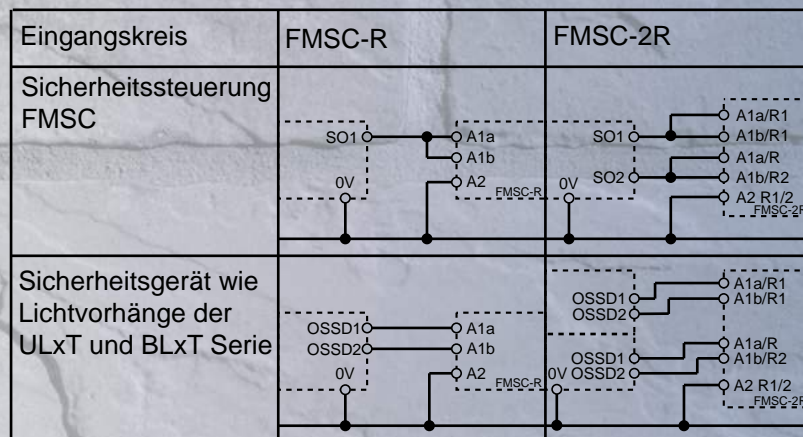 Eingangskreis
FMSC-R
FMSC-2R
Sicherheitssteuerung
FMSC
SO1
A1a
A1b
0V
A2
FMSC-R
SO1
SO2
0V
A1a/R1
A1b/R1
A1a/R
A1b/R2
A2 R1/2
FMSC-2R
Sicherheitsgerät wie
Lichtvorhänge der
ULxT und BLxT Serie
OSSD1
OSSD2
0V
A1a
A1b
A2
FMSC-R
OSSD1
OSSD2
OSSD1
0V OSSD2
A1a/R1
A1b/R1
A1a/R
A1b/R2
A2 R1/2
FMSC-2R